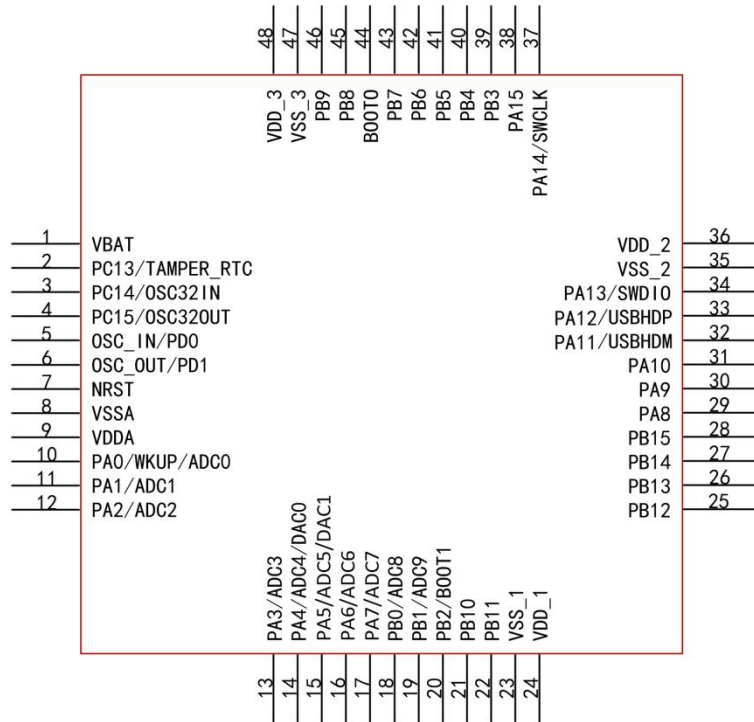 48 47 46 45 44 43 42 41 40 39 38 37
VDD_3
VSS_3
PB9
PB8
BOOT0
PB7
PB6
PB5
PB4
PB3
PA15
PA14/SWCLK
1 VBAT
2 PC13/TAMPER_RTC
3 PC14/OSC32IN
4 PC15/OSC32OUT
5 OSC_IN/PD0
6 OSC_OUT/PD1
7 NRST
8 VSSA
9 VDDA
10 PA0/WKUP/ADC0
11 PA1/ADC1
12 PA2/ADC2
VDD_2 36
VSS_2 35
PA13/SWDIO 34
PA12/USBHDP 33
PA11/USBHDM 32
PA10 31
PA9 30
PA8 29
PB15 28
PB14 27
PB13 26
PB12 25
PA3/ADC3
PA4/ADC4/DAC0
PA5/ADC5/DAC1
PA6/ADC6
PA7/ADC7
PB0/ADC8
PB1/ADC9
PB2/BOOT1
PB10
PB11
VSS_1
VDD_1
13 14 15 16 17 18 19 20 21 22 23 24